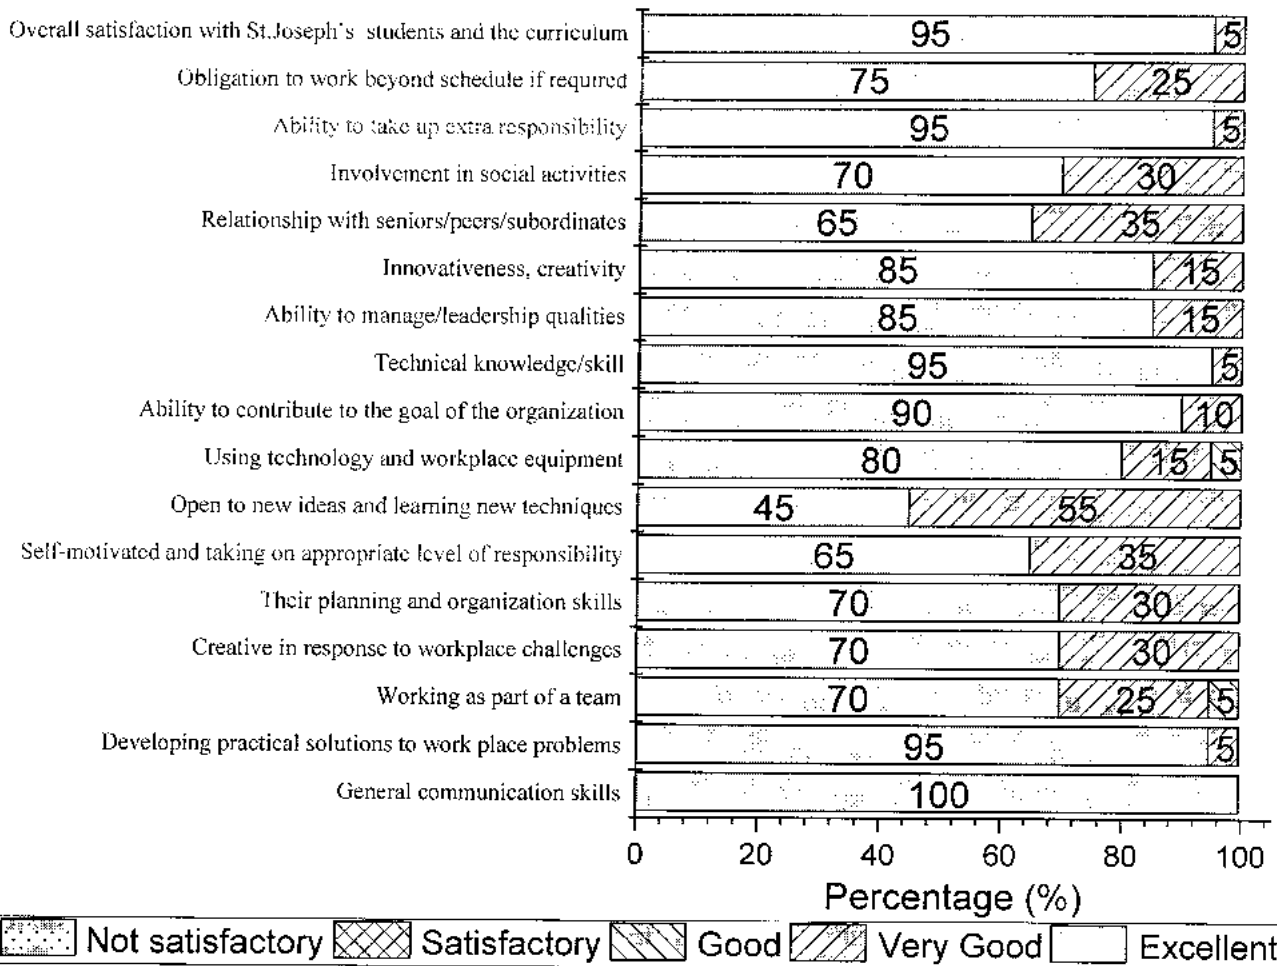 Overall satisfaction with St.Joseph's students and the curriculum 95 5
Obligation to work beyond schedule if required 75 25
Ability to take up extra responsibility 95 5
Involvement in social activities 70 30
Relationship with seniors/peers/subordinates 65 35
Innovativeness, creativity 85 15
Ability to manage/leadership qualities 85 15
Technical knowledge/skill 95 5
Ability to contribute to the goal of the organization 90 10
Using technology and workplace equipment 80 15 5
Open to new ideas and learning new techniques 45 55
Self-motivated and taking on appropriate level of responsibility 65 35
Their planning and organization skills 70 30
Creative in response to workplace challenges 70 30
Working as part of a team 70 25 5
Developing practical solutions to work place problems 95 5
General communication skills 100
0 20 40 60 80 100
Percentage (%)
Not satisfactory Satisfactory Good Very Good Excellent